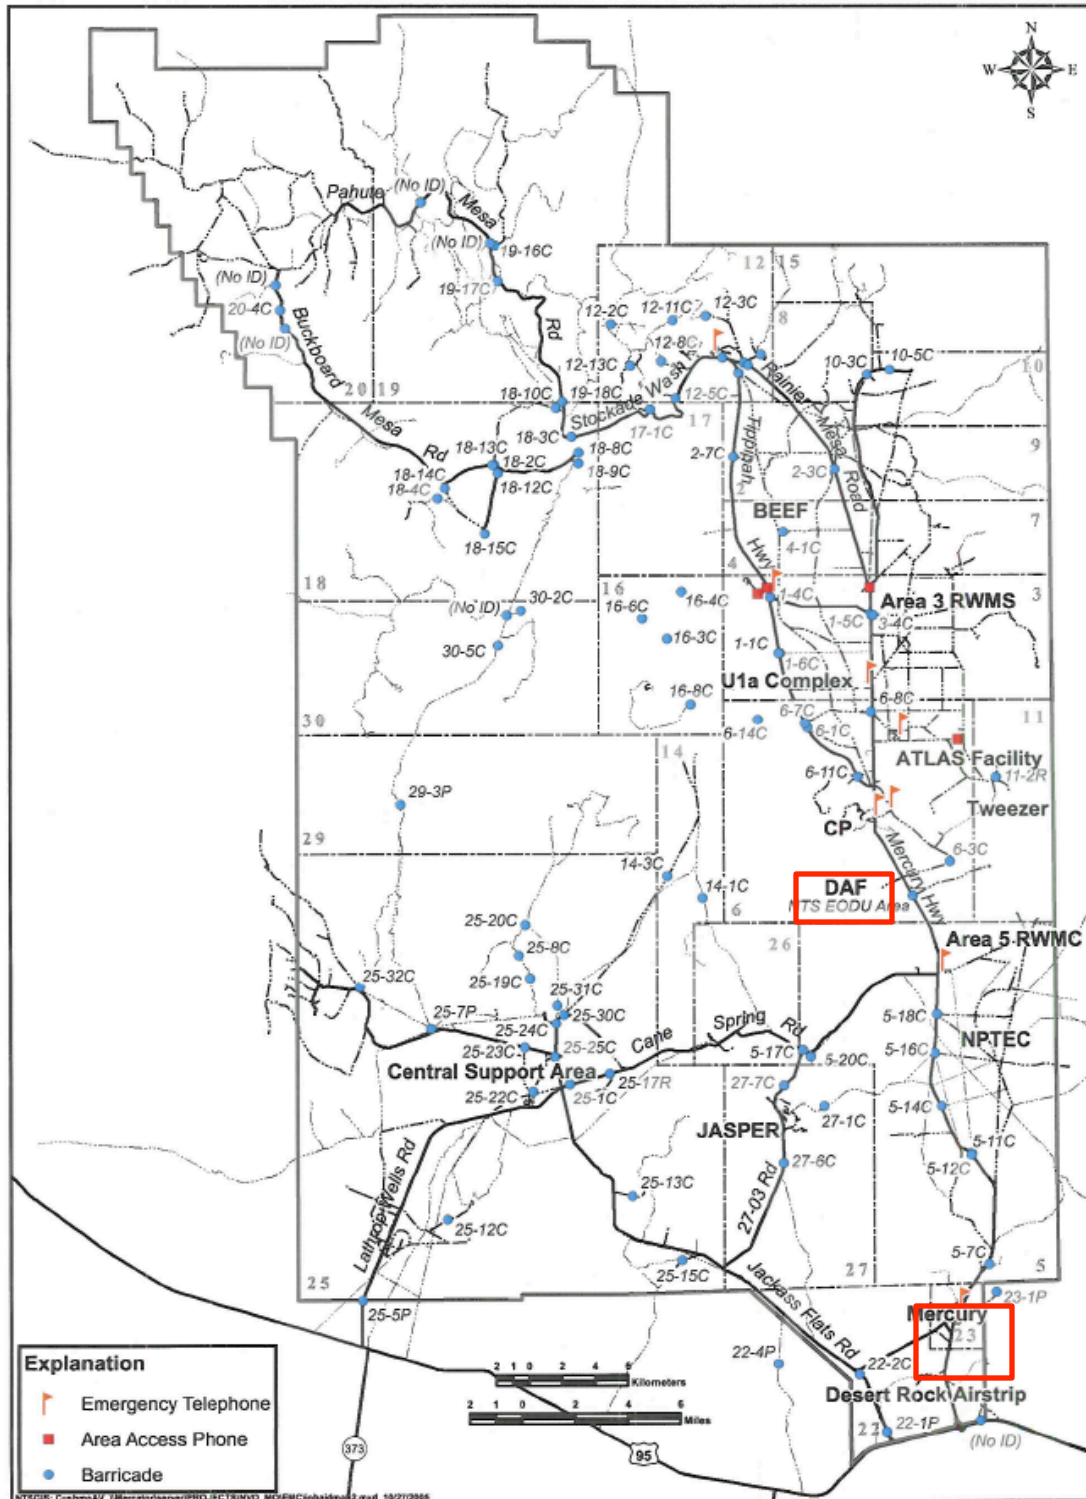 N
W
E
S
Pahute
(No ID)
Mesa
(No ID)
19-16C
19-17C
(No ID)
20-4C
(No ID)
Buckboard
Rd
20
19
12
15
12-2C
12-11C
12-3C
8
12-8C
12-13C
10-3C
10-5C
10
Rainier
18-10C
19-18C
Stockade Wash
12-5C
17-1C
17
Mesa
Rd
18-3C
18-13C
18-2C
18-8C
18-9C
18-14C
18-4C
18-12C
18-15C
Tippipah
Mesa
Road
2-7C
2
2-3C
9
BEEF
7
4-1C
Hwy
4
18
16
(No ID)
30-2C
16-6C
16-4C
1-4C
Area 3 RWMS
3
1-5C
3-4C
30-5C
16-3C
1-1C
1-6C
U1a Complex
16-8C
6-8C
6-7C
6-1C
11
30
6-14C
14
ATLAS Facility
6-11C
11-2R
29-3P
Tweezer
CP
29
6-3C
14-3C
Mercury Hwy
14-1C
DAF
NTS EODU Area
6
25-20C
Area 5 RWMC
26
25-8C
25-32C
25-19C
25-31C
25-7P
25-24C
25-30C
Cane
Spring
Rd
5-18C
NPTEC
25-23C
25-25C
5-17C
5-20C
5-16C
Central Support Area
25-17R
25-22C
25-1C
27-7C
27-1C
5-14C
JASPER
5-11C
5-12C
27-6C
Lathrop Wells Rd
25-13C
27-03 Rd
25-12C
5-7C
25-15C
25
27
5
25-5P
Jackass Flats Rd
23-1P
Mercury
23
Explanation
2 1 0 2 4 6
Kilometers
22-4P
22-2C
Emergency Telephone
2 1 0 2 4 6
Miles
Desert Rock Airstrip
Area Access Phone
22
22-1P
(No ID)
373
95
Barricade